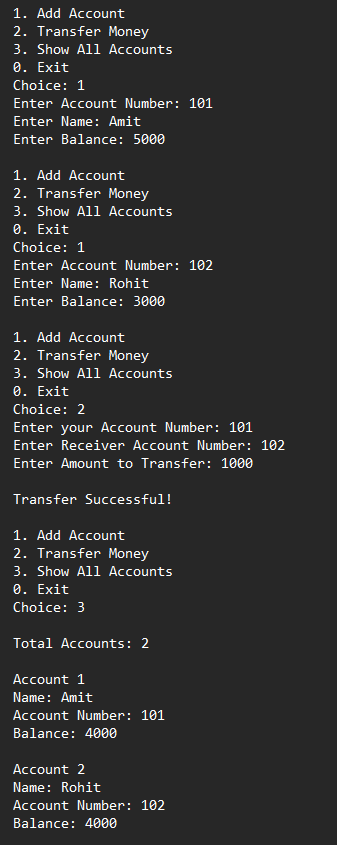 1. Add Account
2. Transfer Money
3. Show All Accounts
0. Exit
Choice: 1
Enter Account Number: 101
Enter Name: Amit
Enter Balance: 5000

1. Add Account
2. Transfer Money
3. Show All Accounts
0. Exit
Choice: 1
Enter Account Number: 102
Enter Name: Rohit
Enter Balance: 3000

1. Add Account
2. Transfer Money
3. Show All Accounts
0. Exit
Choice: 2
Enter your Account Number: 101
Enter Receiver Account Number: 102
Enter Amount to Transfer: 1000

Transfer Successful!

1. Add Account
2. Transfer Money
3. Show All Accounts
0. Exit
Choice: 3

Total Accounts: 2

Account 1
Name: Amit
Account Number: 101
Balance: 4000

Account 2
Name: Rohit
Account Number: 102
Balance: 4000